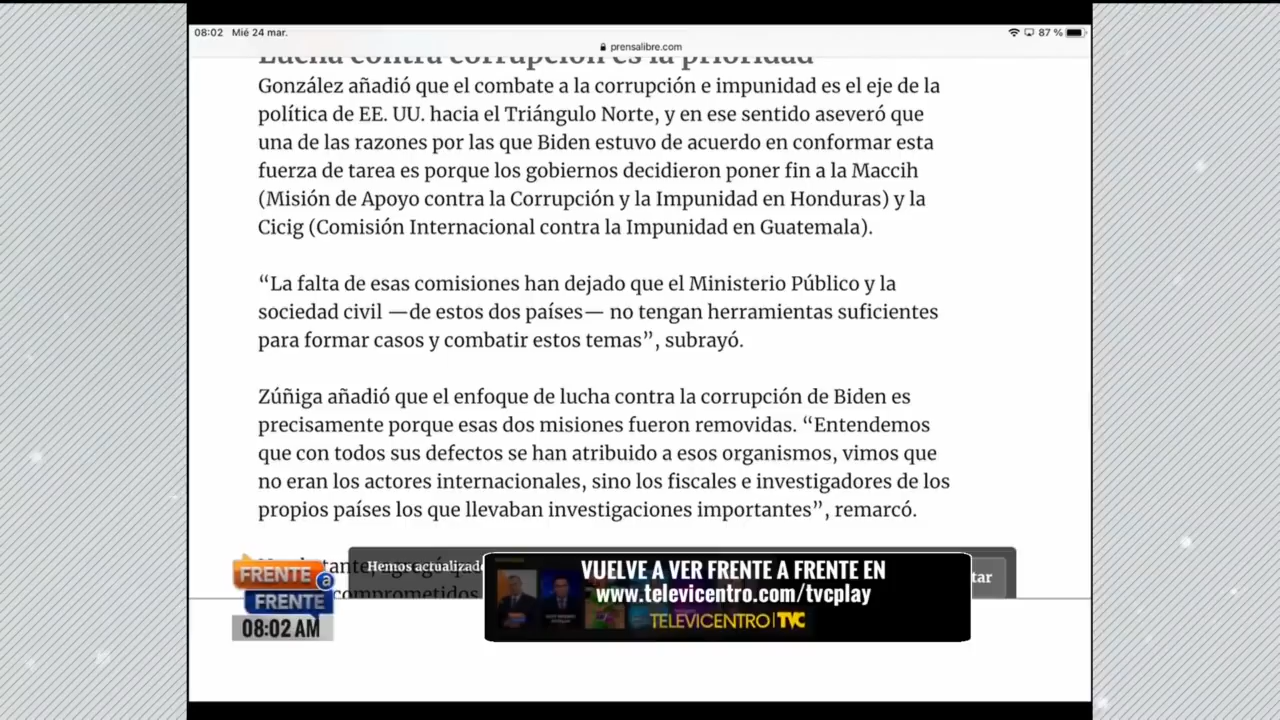 08:02 Mié 24 mar.
87 %
prensalibre.com
Lucha contra corrupción es la prioridad
González añadió que el combate a la corrupción e impunidad es el eje de la
política de EE. UU. hacia el Triángulo Norte, y en ese sentido aseveró que
una de las razones por las que Biden estuvo de acuerdo en conformar esta
fuerza de tarea es porque los gobiernos decidieron poner fin a la Maccih
(Misión de Apoyo contra la Corrupción y la Impunidad en Honduras) y la
Cicig (Comisión Internacional contra la Impunidad en Guatemala).
“La falta de esas comisiones han dejado que el Ministerio Público y la
sociedad civil —de estos dos países— no tengan herramientas suficientes
para formar casos y combatir estos temas”, subrayó.
Zúñiga añadió que el enfoque de lucha contra la corrupción de Biden es
precisamente porque esas dos misiones fueron removidas. “Entendemos
que con todos sus defectos se han atribuido a esos organismos, vimos que
no eran los actores internacionales, sino los fiscales e investigadores de los
propios países los que llevaban investigaciones importantes”, remarcó.
Hemos actualizado
comprometidos
tar
FRENTE a
FRENTE
08:02 AM
VUELVE A VER FRENTE A FRENTE EN
www.televicentro.com/tvcplay
TELEVICENTRO|TVC